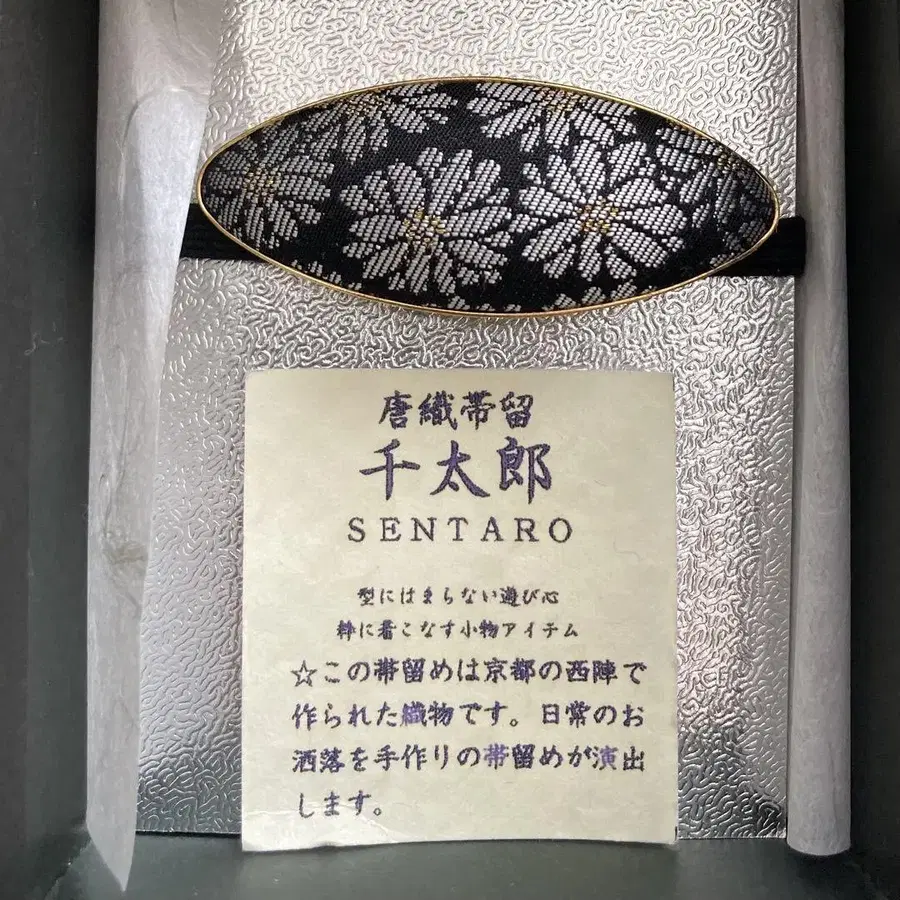 唐織帯留
千太郎
SENTARO
型にはまらない遊び心
粋に着こなす小物アイテム
☆この帯留めは京都の西陣で
作られた織物です。日常のお
洒落を手作りの帯留めが演出
します。